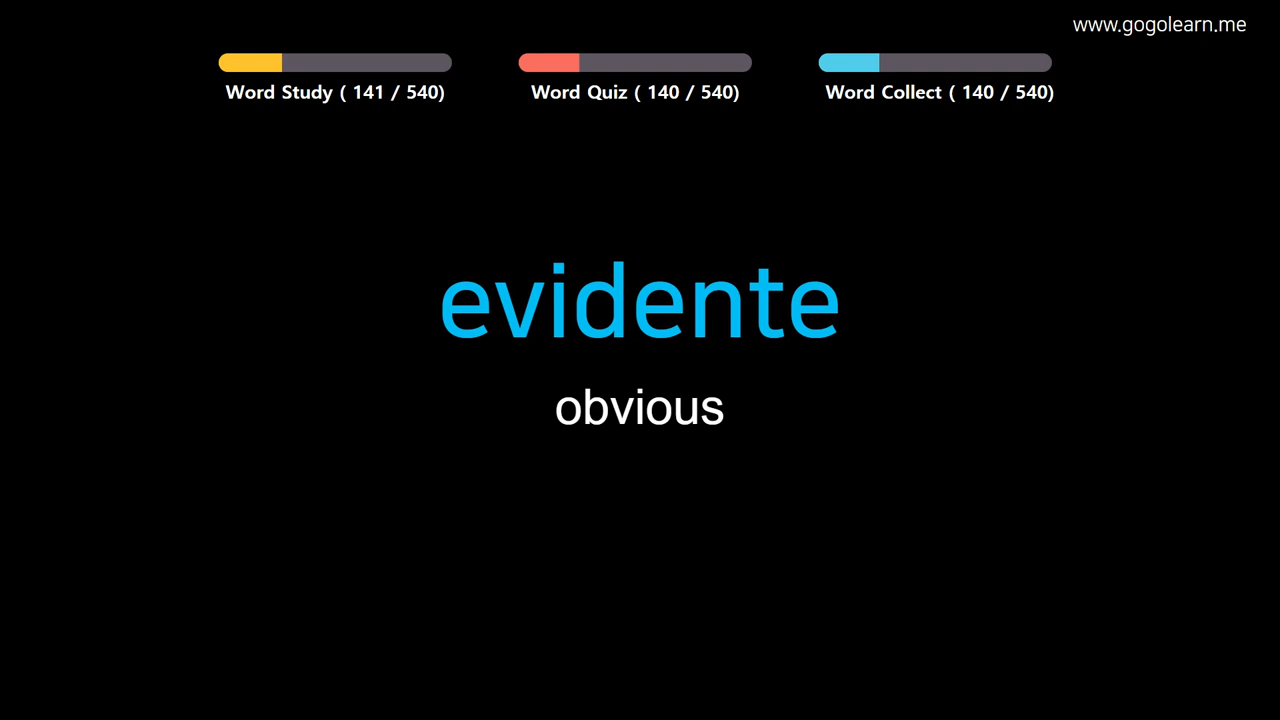 www.gogolearn.me
Word Study ( 141 / 540)
Word Quiz ( 140 / 540)
Word Collect ( 140 / 540)
evidente
obvious